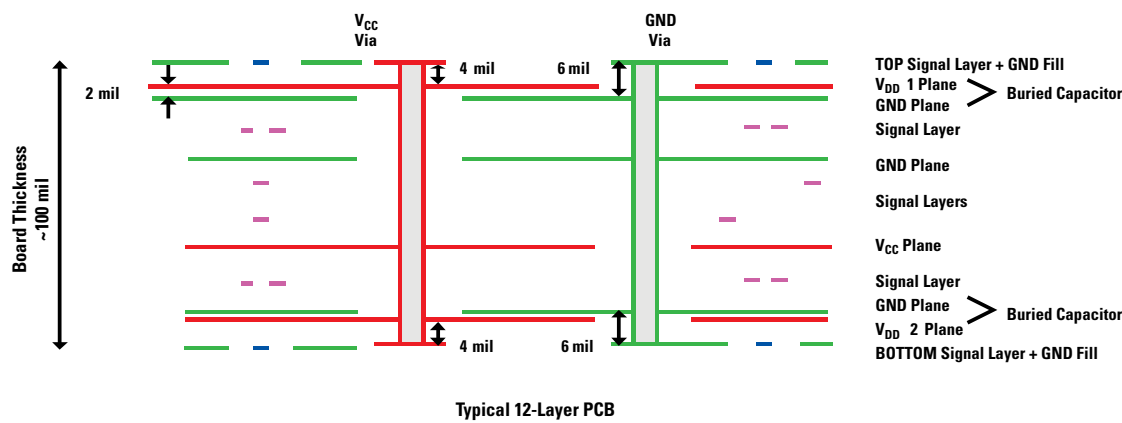 VCC
Via
GND
Via
4 mil
6 mil
2 mil
TOP Signal Layer + GND Fill
VDD 1 Plane
GND Plane
Buried Capacitor
Signal Layer
GND Plane
Signal Layers
VCC Plane
Signal Layer
GND Plane
VDD 2 Plane
Buried Capacitor
BOTTOM Signal Layer + GND Fill
4 mil
6 mil
Board Thickness
~100 mil
Typical 12-Layer PCB